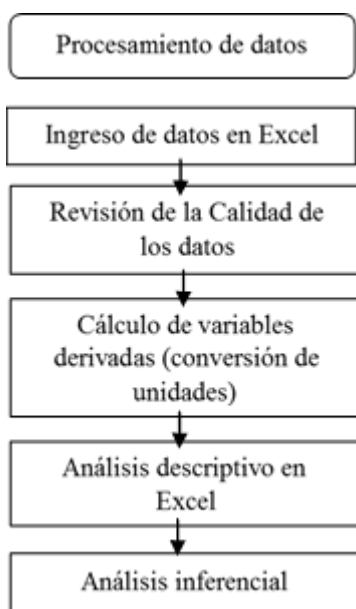 Procesamiento de datos
Ingreso de datos en Excel
Revisión de la Calidad de
los datos
Cálculo de variables
derivadas (conversión de
unidades)
Análisis descriptivo en
Excel
Análisis inferencial